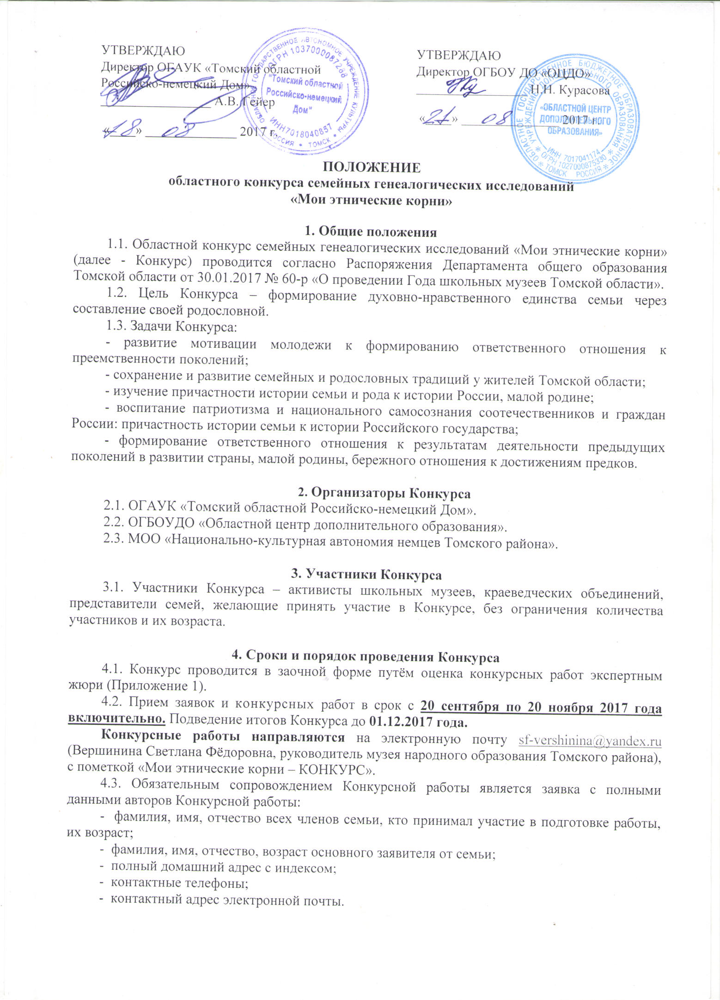 УТВЕРЖДАЮ
Директор ОГАУК «Томский областной
Российско-немецкий Дом»
А.В. Гейер
«18» 08 2017 г.
ОБЛАСТНОЕ ГОСУДАРСТВЕННОЕ АВТОНОМНОЕ УЧРЕЖДЕНИЕ КУЛЬТУРЫ
РОССИЯ • ТОМСК
ОГРН 1037000087288
"Томский областной
Российско-немецкий
Дом"
ИНН7018040857
УТВЕРЖДАЮ
Директор ОГБОУ ДО «ОЦДО»
Н.Н. Курасова
«21» 08 2017 г.
ОБЛАСТНОЕ ГОСУДАРСТВЕННОЕ БЮДЖЕТНОЕ ОБРАЗОВАТЕЛЬНОЕ
УЧРЕЖДЕНИЕ ДОПОЛНИТЕЛЬНОГО ОБРАЗОВАНИЯ
«ОБЛАСТНОЙ ЦЕНТР
ДОПОЛНИТЕЛЬНОГО
ОБРАЗОВАНИЯ»
ИНН 7017041174
ОГРН 1027000875330
ТОМСК РОССИЯ
ПОЛОЖЕНИЕ
областного конкурса семейных генеалогических исследований
«Мои этнические корни»
1. Общие положения
1.1. Областной конкурс семейных генеалогических исследований «Мои этнические корни»
(далее - Конкурс) проводится согласно Распоряжения Департамента общего образования
Томской области от 30.01.2017 № 60-р «О проведении Года школьных музеев Томской области».
1.2. Цель Конкурса – формирование духовно-нравственного единства семьи через
составление своей родословной.
1.3. Задачи Конкурса:
- развитие мотивации молодежи к формированию ответственного отношения к
преемственности поколений;
- сохранение и развитие семейных и родословных традиций у жителей Томской области;
- изучение причастности истории семьи и рода к истории России, малой родине;
- воспитание патриотизма и национального самосознания соотечественников и граждан
России: причастность истории семьи к истории Российского государства;
- формирование ответственного отношения к результатам деятельности предыдущих
поколений в развитии страны, малой родины, бережного отношения к достижениям предков.
2. Организаторы Конкурса
2.1. ОГАУК «Томский областной Российско-немецкий Дом».
2.2. ОГБОУДО «Областной центр дополнительного образования».
2.3. МОО «Национально-культурная автономия немцев Томского района».
3. Участники Конкурса
3.1. Участники Конкурса – активисты школьных музеев, краеведческих объединений,
представители семей, желающие принять участие в Конкурсе, без ограничения количества
участников и их возраста.
4. Сроки и порядок проведения Конкурса
4.1. Конкурс проводится в заочной форме путём оценка конкурсных работ экспертным
жюри (Приложение 1).
4.2. Прием заявок и конкурсных работ в срок с 20 сентября по 20 ноября 2017 года
включительно. Подведение итогов Конкурса до 01.12.2017 года.
Конкурсные работы направляются на электронную почту sf-vershinina@yandex.ru
(Вершинина Светлана Фёдоровна, руководитель музея народного образования Томского района),
с пометкой «Мои этнические корни – КОНКУРС».
4.3. Обязательным сопровождением Конкурсной работы является заявка с полными
данными авторов Конкурсной работы:
- фамилия, имя, отчество всех членов семьи, кто принимал участие в подготовке работы,
их возраст;
- фамилия, имя, отчество, возраст основного заявителя от семьи;
- полный домашний адрес с индексом;
- контактные телефоны;
- контактный адрес электронной почты.